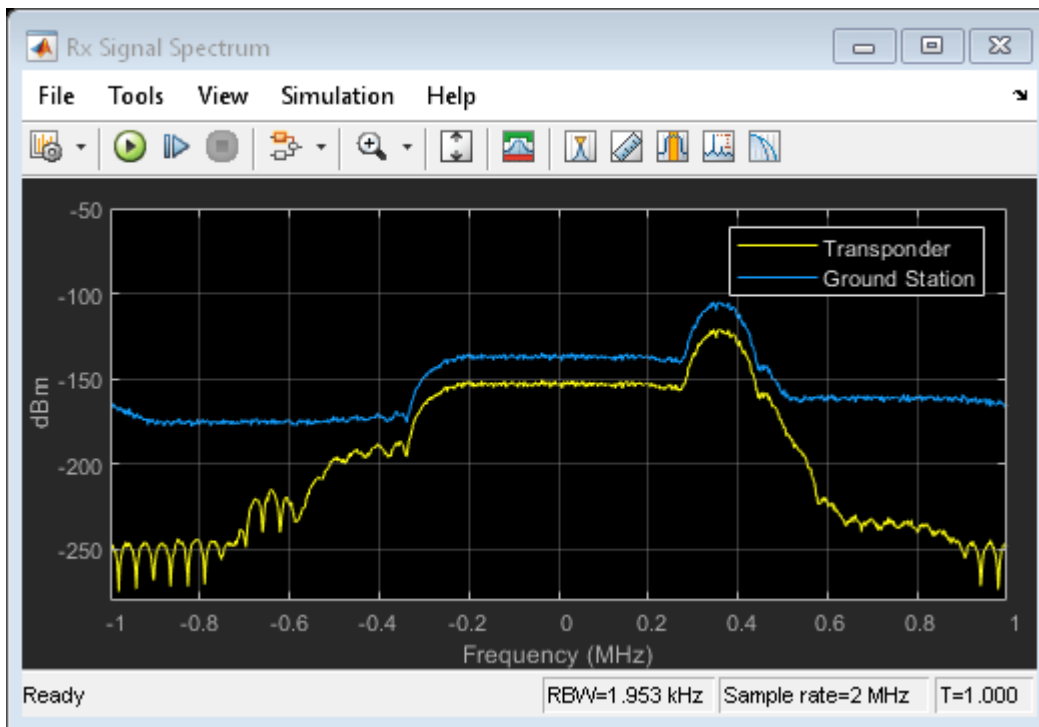 Rx Signal Spectrum
File Tools View Simulation Help
-50
-100
-150
-200
-250
dBm
Transponder
Ground Station
-1 -0.8 -0.6 -0.4 -0.2 0 0.2 0.4 0.6 0.8 1
Frequency (MHz)
Ready RBW=1.953 kHz Sample rate=2 MHz T=1.000